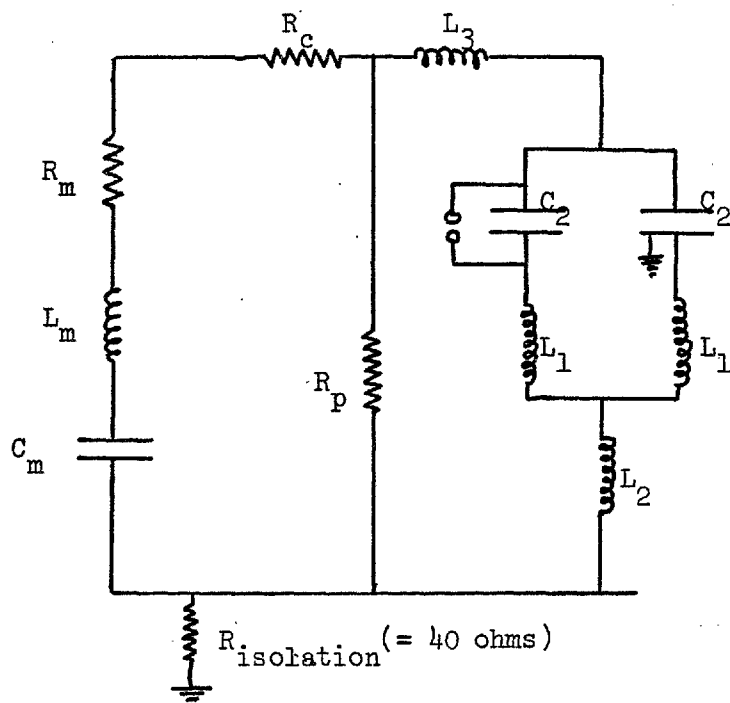 R_c
L_3
R_m
C_2
C_2
L_m
L_1
L_1
R_p
C_m
L_2
R_isolation (= 40 ohms)